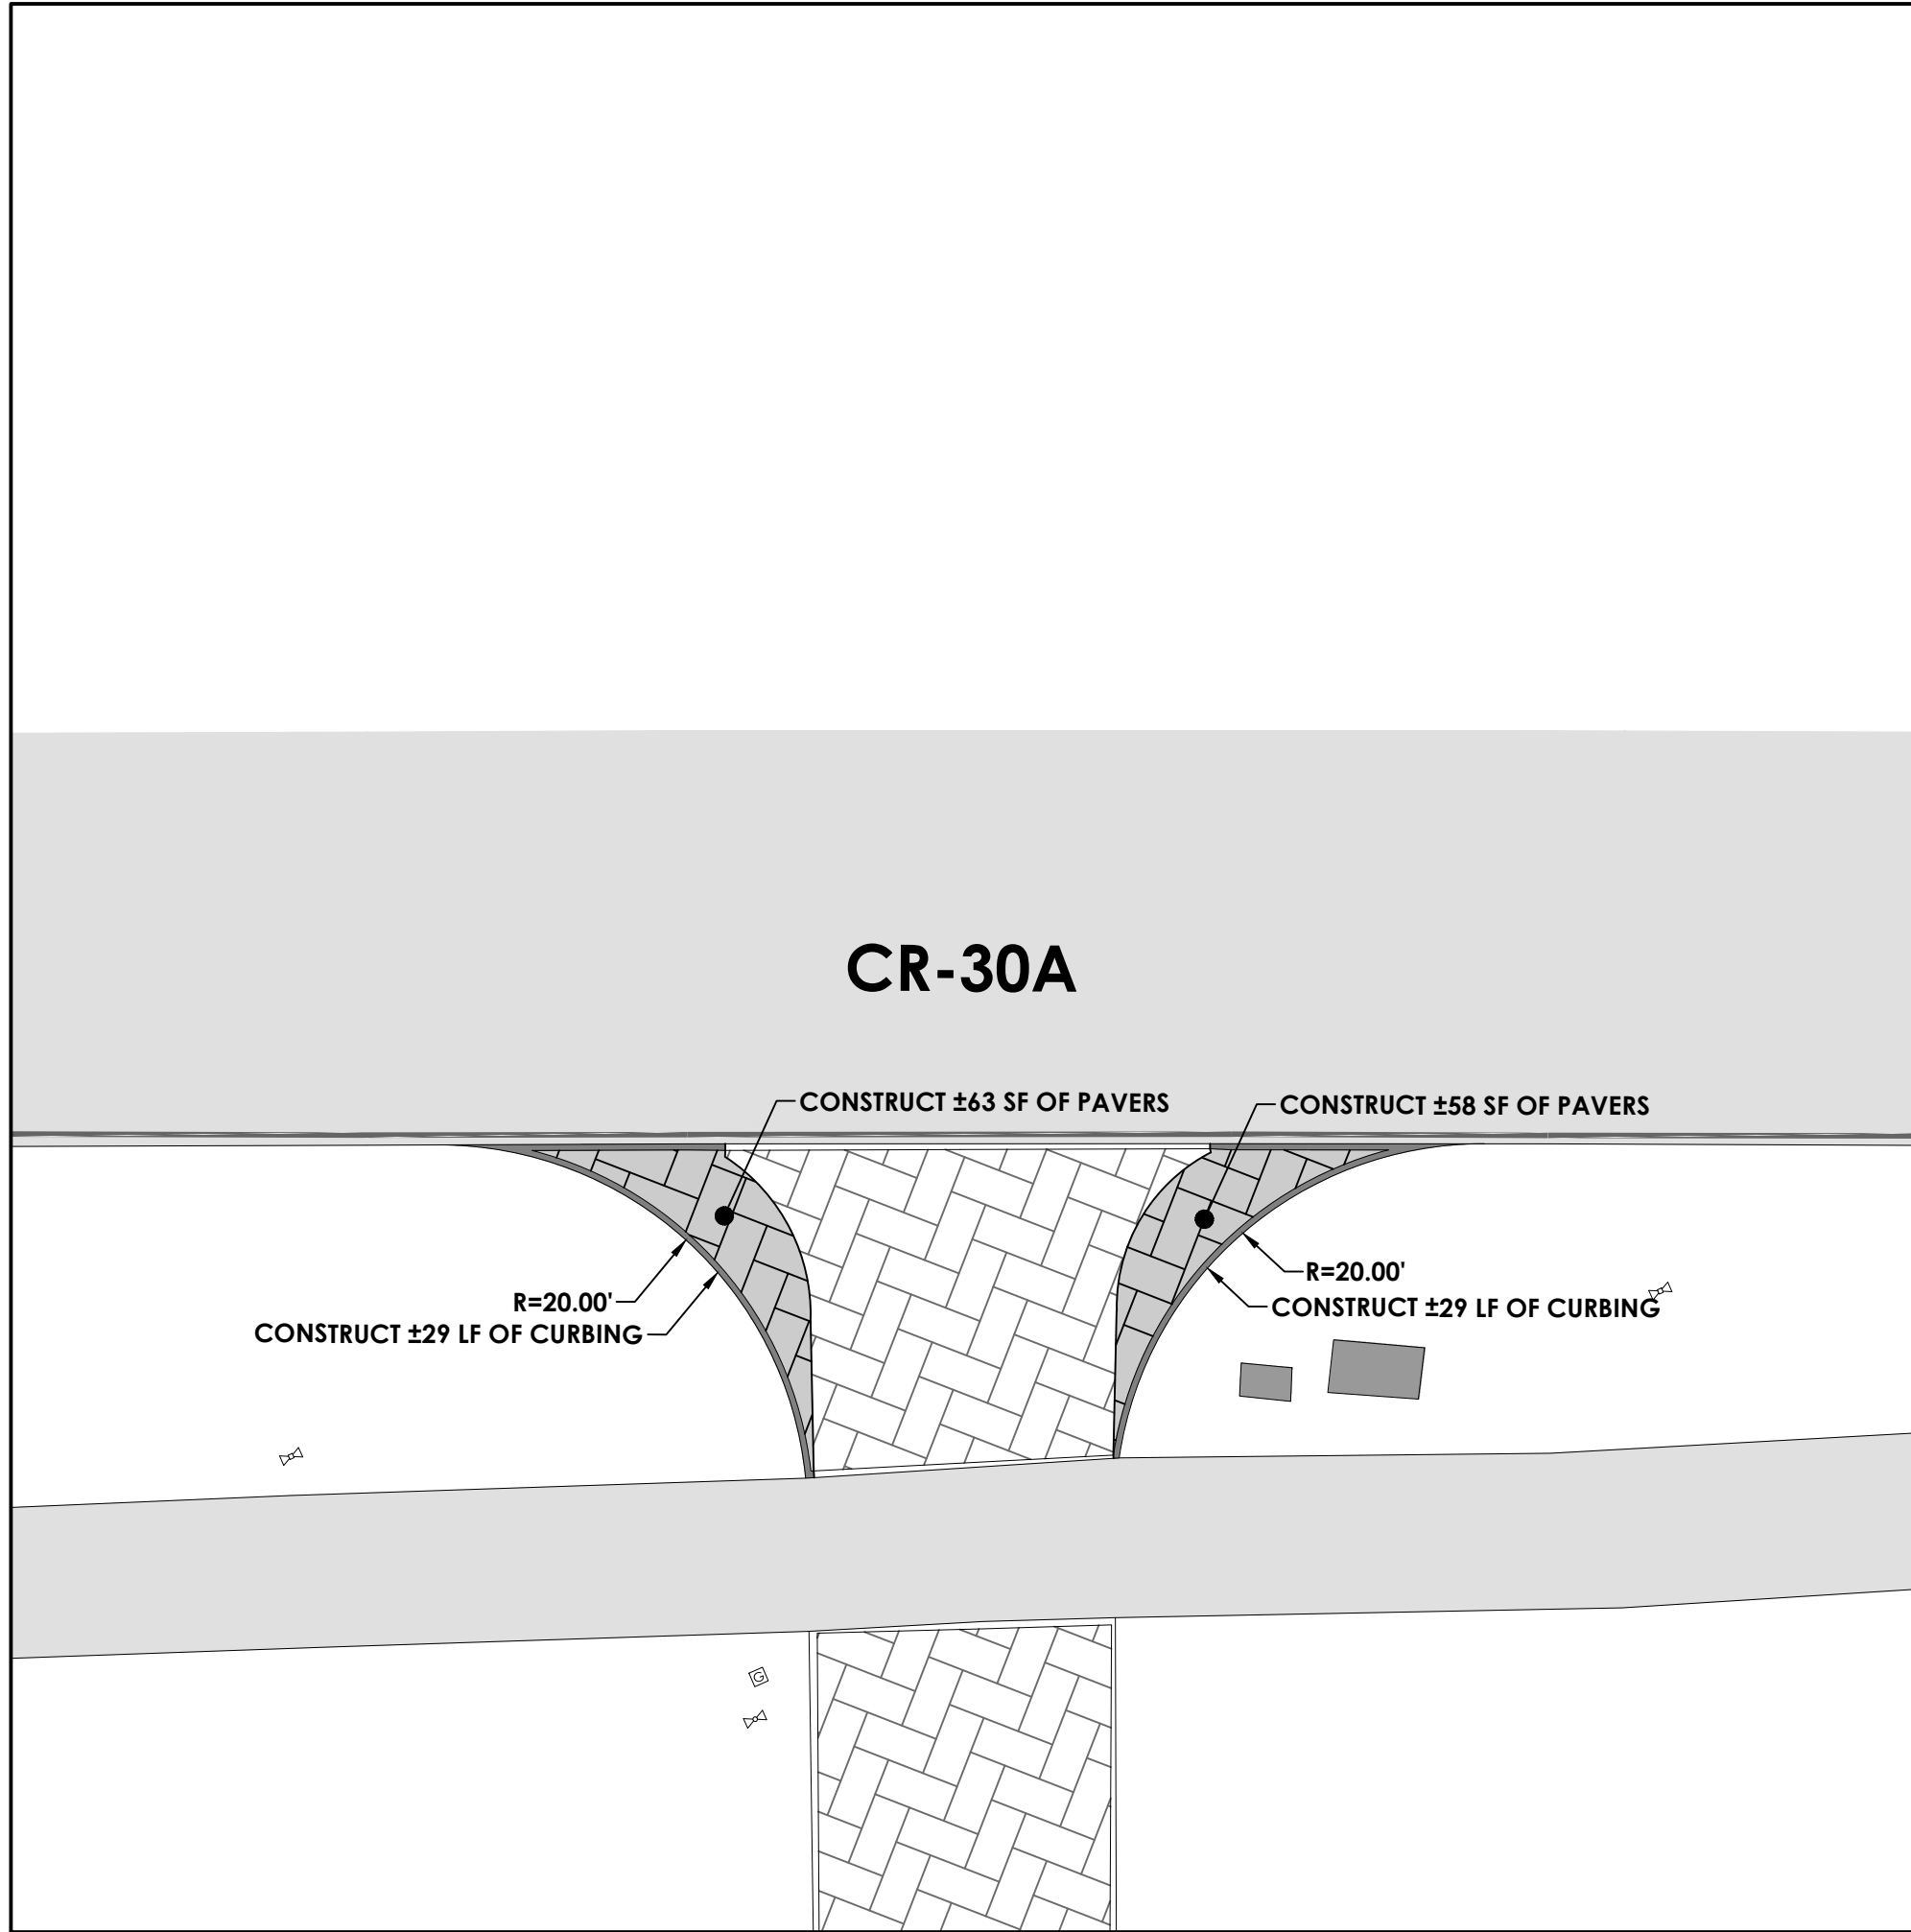 CR-30A
CONSTRUCT ±63 SF OF PAVERS
CONSTRUCT ±58 SF OF PAVERS
R=20.00'
CONSTRUCT ±29 LF OF CURBING
R=20.00'
CONSTRUCT ±29 LF OF CURBING
G